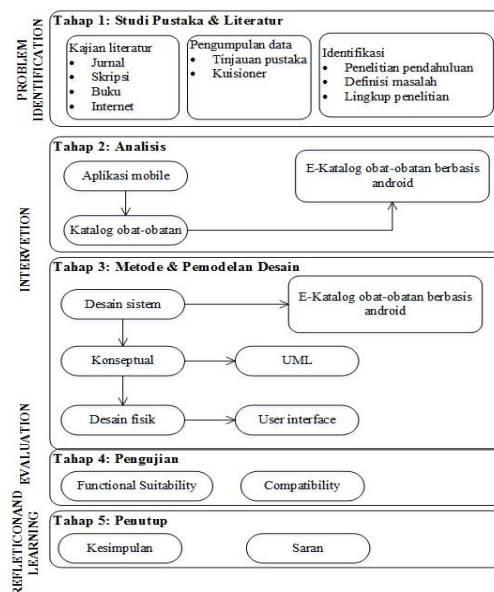 PROBLEM
IDENTIFICATION
Tahap 1: Studi Pustaka & Literatur
Kajian literatur
• Jurnal
• Skripsi
• Buku
• Internet
Pengumpulan data
• Tinjauan pustaka
• Kuisioner
Identifikasi
• Penelitian pendahuluan
• Definisi masalah
• Lingkup penelitian
INTERVETION
Tahap 2: Analisis
Aplikasi mobile
Katalog obat-obatan
E-Katalog obat-obatan berbasis
android
Tahap 3: Metode & Pemodelan Desain
Desain sistem
E-Katalog obat-obatan berbasis
android
Konseptual
UML
Desain fisik
User interface
EVALUATION
Tahap 4: Pengujian
Functional Suitability
Compatibility
REFLETICONAND
LEARNING
Tahap 5: Penutup
Kesimpulan
Saran